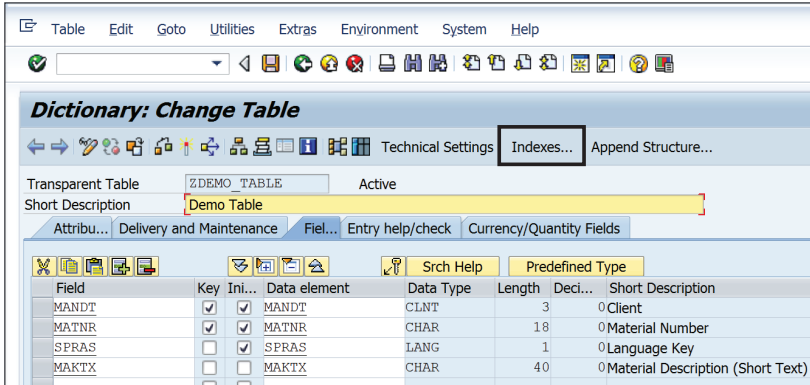 Table Edit Goto Utilities Extras Environment System Help
Dictionary: Change Table
Technical Settings Indexes... Append Structure...
Transparent Table ZDEMO_TABLE Active
Short Description Demo Table
Attribu... Delivery and Maintenance Fiel... Entry help/check Currency/Quantity Fields
Srch Help Predefined Type
Field Key Ini... Data element Data Type Length Deci... Short Description
MANDT MANDT CLNT 3 0 Client
MATNR MATNR CHAR 18 0 Material Number
SPRAS SPRAS LANG 1 0 Language Key
MAKTX MAKTX CHAR 40 0 Material Description (Short Text)